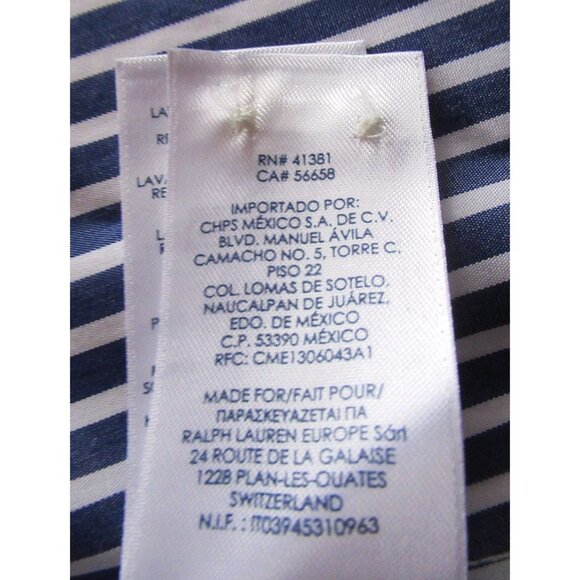 RN# 41381
CA# 56658
IMPORTADO POR:
CHPS MÉXICO S.A. DE C.V.
BLVD. MANUEL ÁVILA
CAMACHO NO. 5, TORRE C,
PISO 22
COL. LOMAS DE SOTELO,
NAUCALPAN DE JUÁREZ,
EDO. DE MÉXICO
C.P. 53390 MÉXICO
RFC: CME1306043A1
MADE FOR/FAIT POUR/
ΠΑΡΑΣΚΕΥΑΖΕΤΑΙ ΓΙΑ
RALPH LAUREN EUROPE Sárl
24 ROUTE DE LA GALAISE
1228 PLAN-LES-OUATES
SWITZERLAND
N.I.F. : IT03945310963